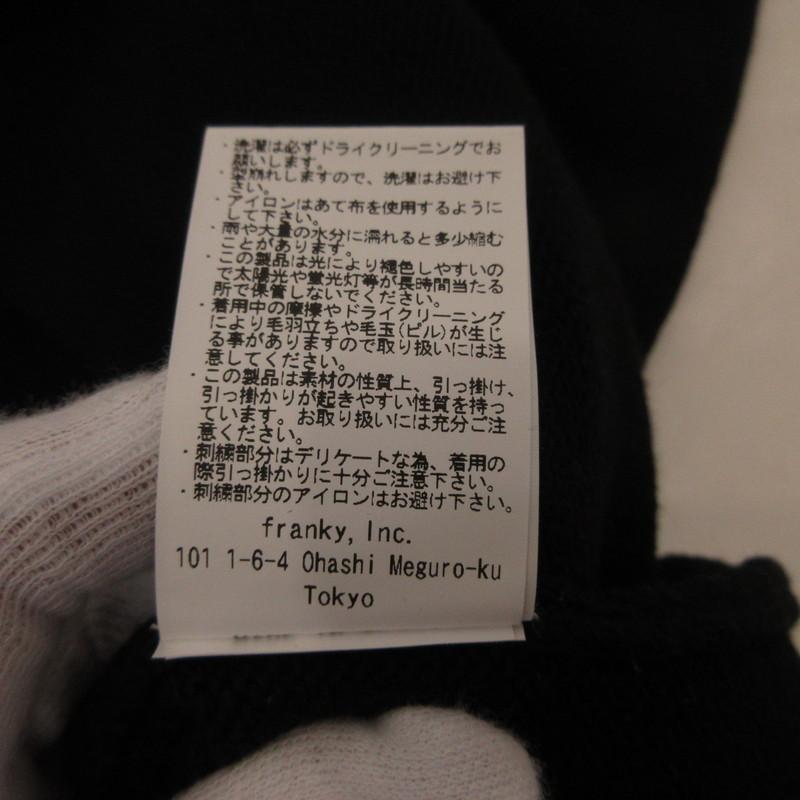 ・洗濯は必ずドライクリーニングでお
願いします。
・型崩れしますので、洗濯はお避け下
さい。
・アイロンはあて布を使用するように
して下さい。
・雨や大量の水分に濡れると多少縮む
ことがあります。
・この製品は光により褪色しやすいの
で太陽光や蛍光灯等が長時間当たる
所で保管しないでください。
・着用中の摩擦やドライクリーニング
により毛羽立ちや毛玉(ピル)が生じ
る事がありますので取り扱いには注
意してください。
・この製品は素材の性質上、引っ掛け、
引っ掛かりが起きやすい性質を持っ
ています。お取り扱いには充分ご注
意ください。
・刺繍部分はデリケートな為、着用の
際引っ掛かりに十分ご注意下さい。
・刺繍部分のアイロンはお避け下さい。
franky, Inc.
101 1-6-4 Ohashi Meguro-ku
Tokyo